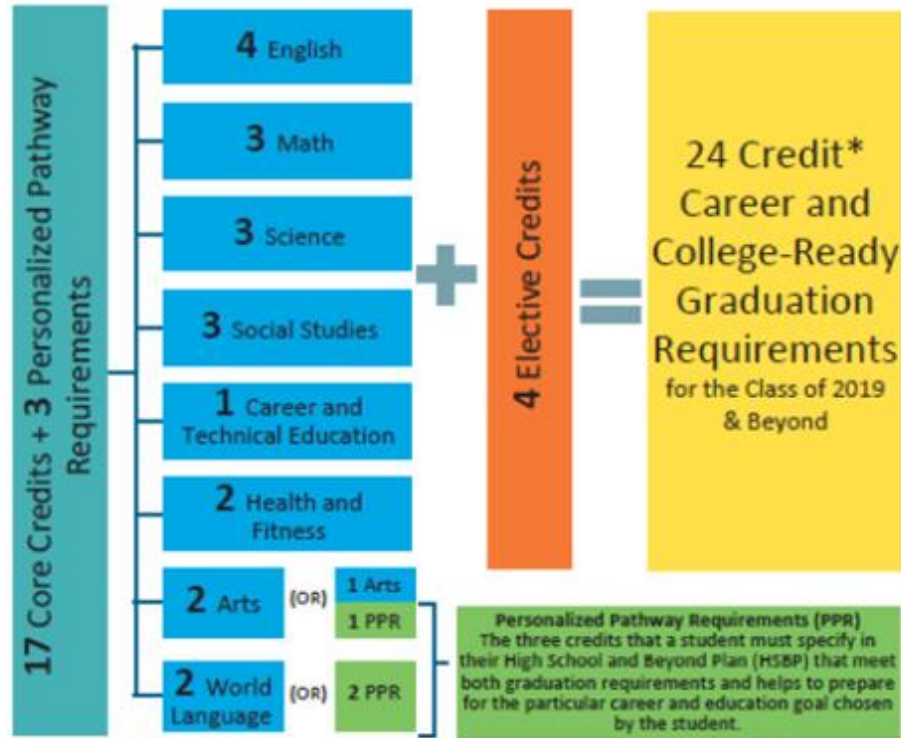 17 Core Credits + 3 Personalized Pathway
Requirements
4 English
3 Math
3 Science
3 Social Studies
1 Career and
Technical Education
2 Health and
Fitness
2 Arts
(OR)
1 Arts
1 PPR
2 World
Language
(OR)
2 PPR
4 Elective Credits
24 Credit*
Career and
College-Ready
Graduation
Requirements
for the Class of 2019
& Beyond
Personalized Pathway Requirements (PPR)
The three credits that a student must specify in
their High School and Beyond Plan (HSBP) that meet
both graduation requirements and helps to prepare
for the particular career and education goal chosen
by the student.